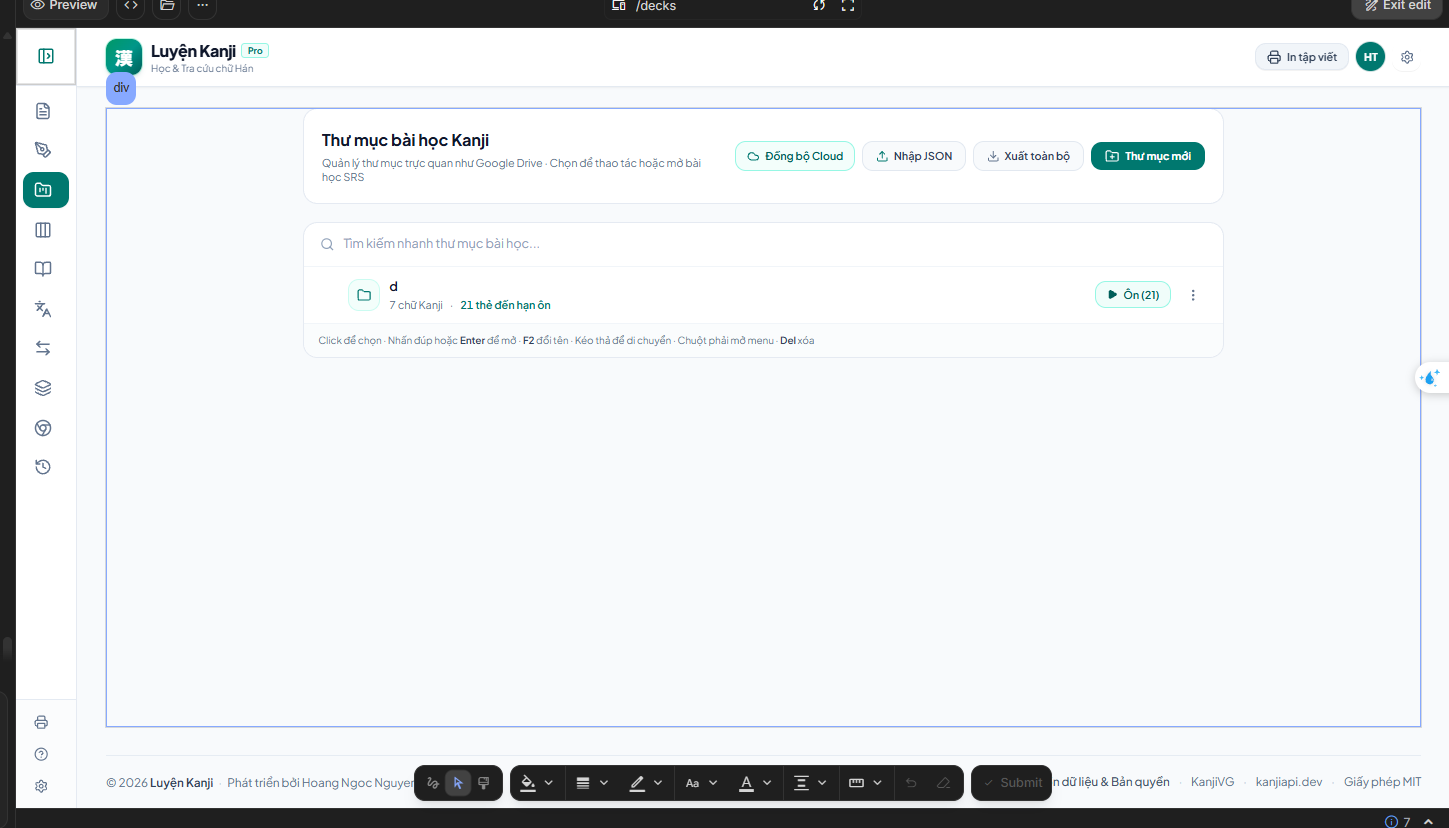 Preview
/decks
Exit edit
漢
Luyện Kanji Pro
Học & Tra cứu chữ Hán
In tập viết
HT
div
Thư mục bài học Kanji
Quản lý thư mục trực quan như Google Drive · Chọn để thao tác hoặc mở bài
học SRS
Đồng bộ Cloud
Nhập JSON
Xuất toàn bộ
Thư mục mới
Tìm kiếm nhanh thư mục bài học...
d
7 chữ Kanji · 21 thẻ đến hạn ôn
Ôn (21)
Click để chọn · Nhấn đúp hoặc Enter để mở · F2 đổi tên · Kéo thả để di chuyển · Chuột phải mở menu · Del xóa
© 2026 Luyện Kanji · Phát triển bởi Hoang Ngoc Nguyen
Aa
A
Submit
n dữ liệu & Bản quyền · KanjiVG · kanjiapi.dev · Giấy phép MIT
7